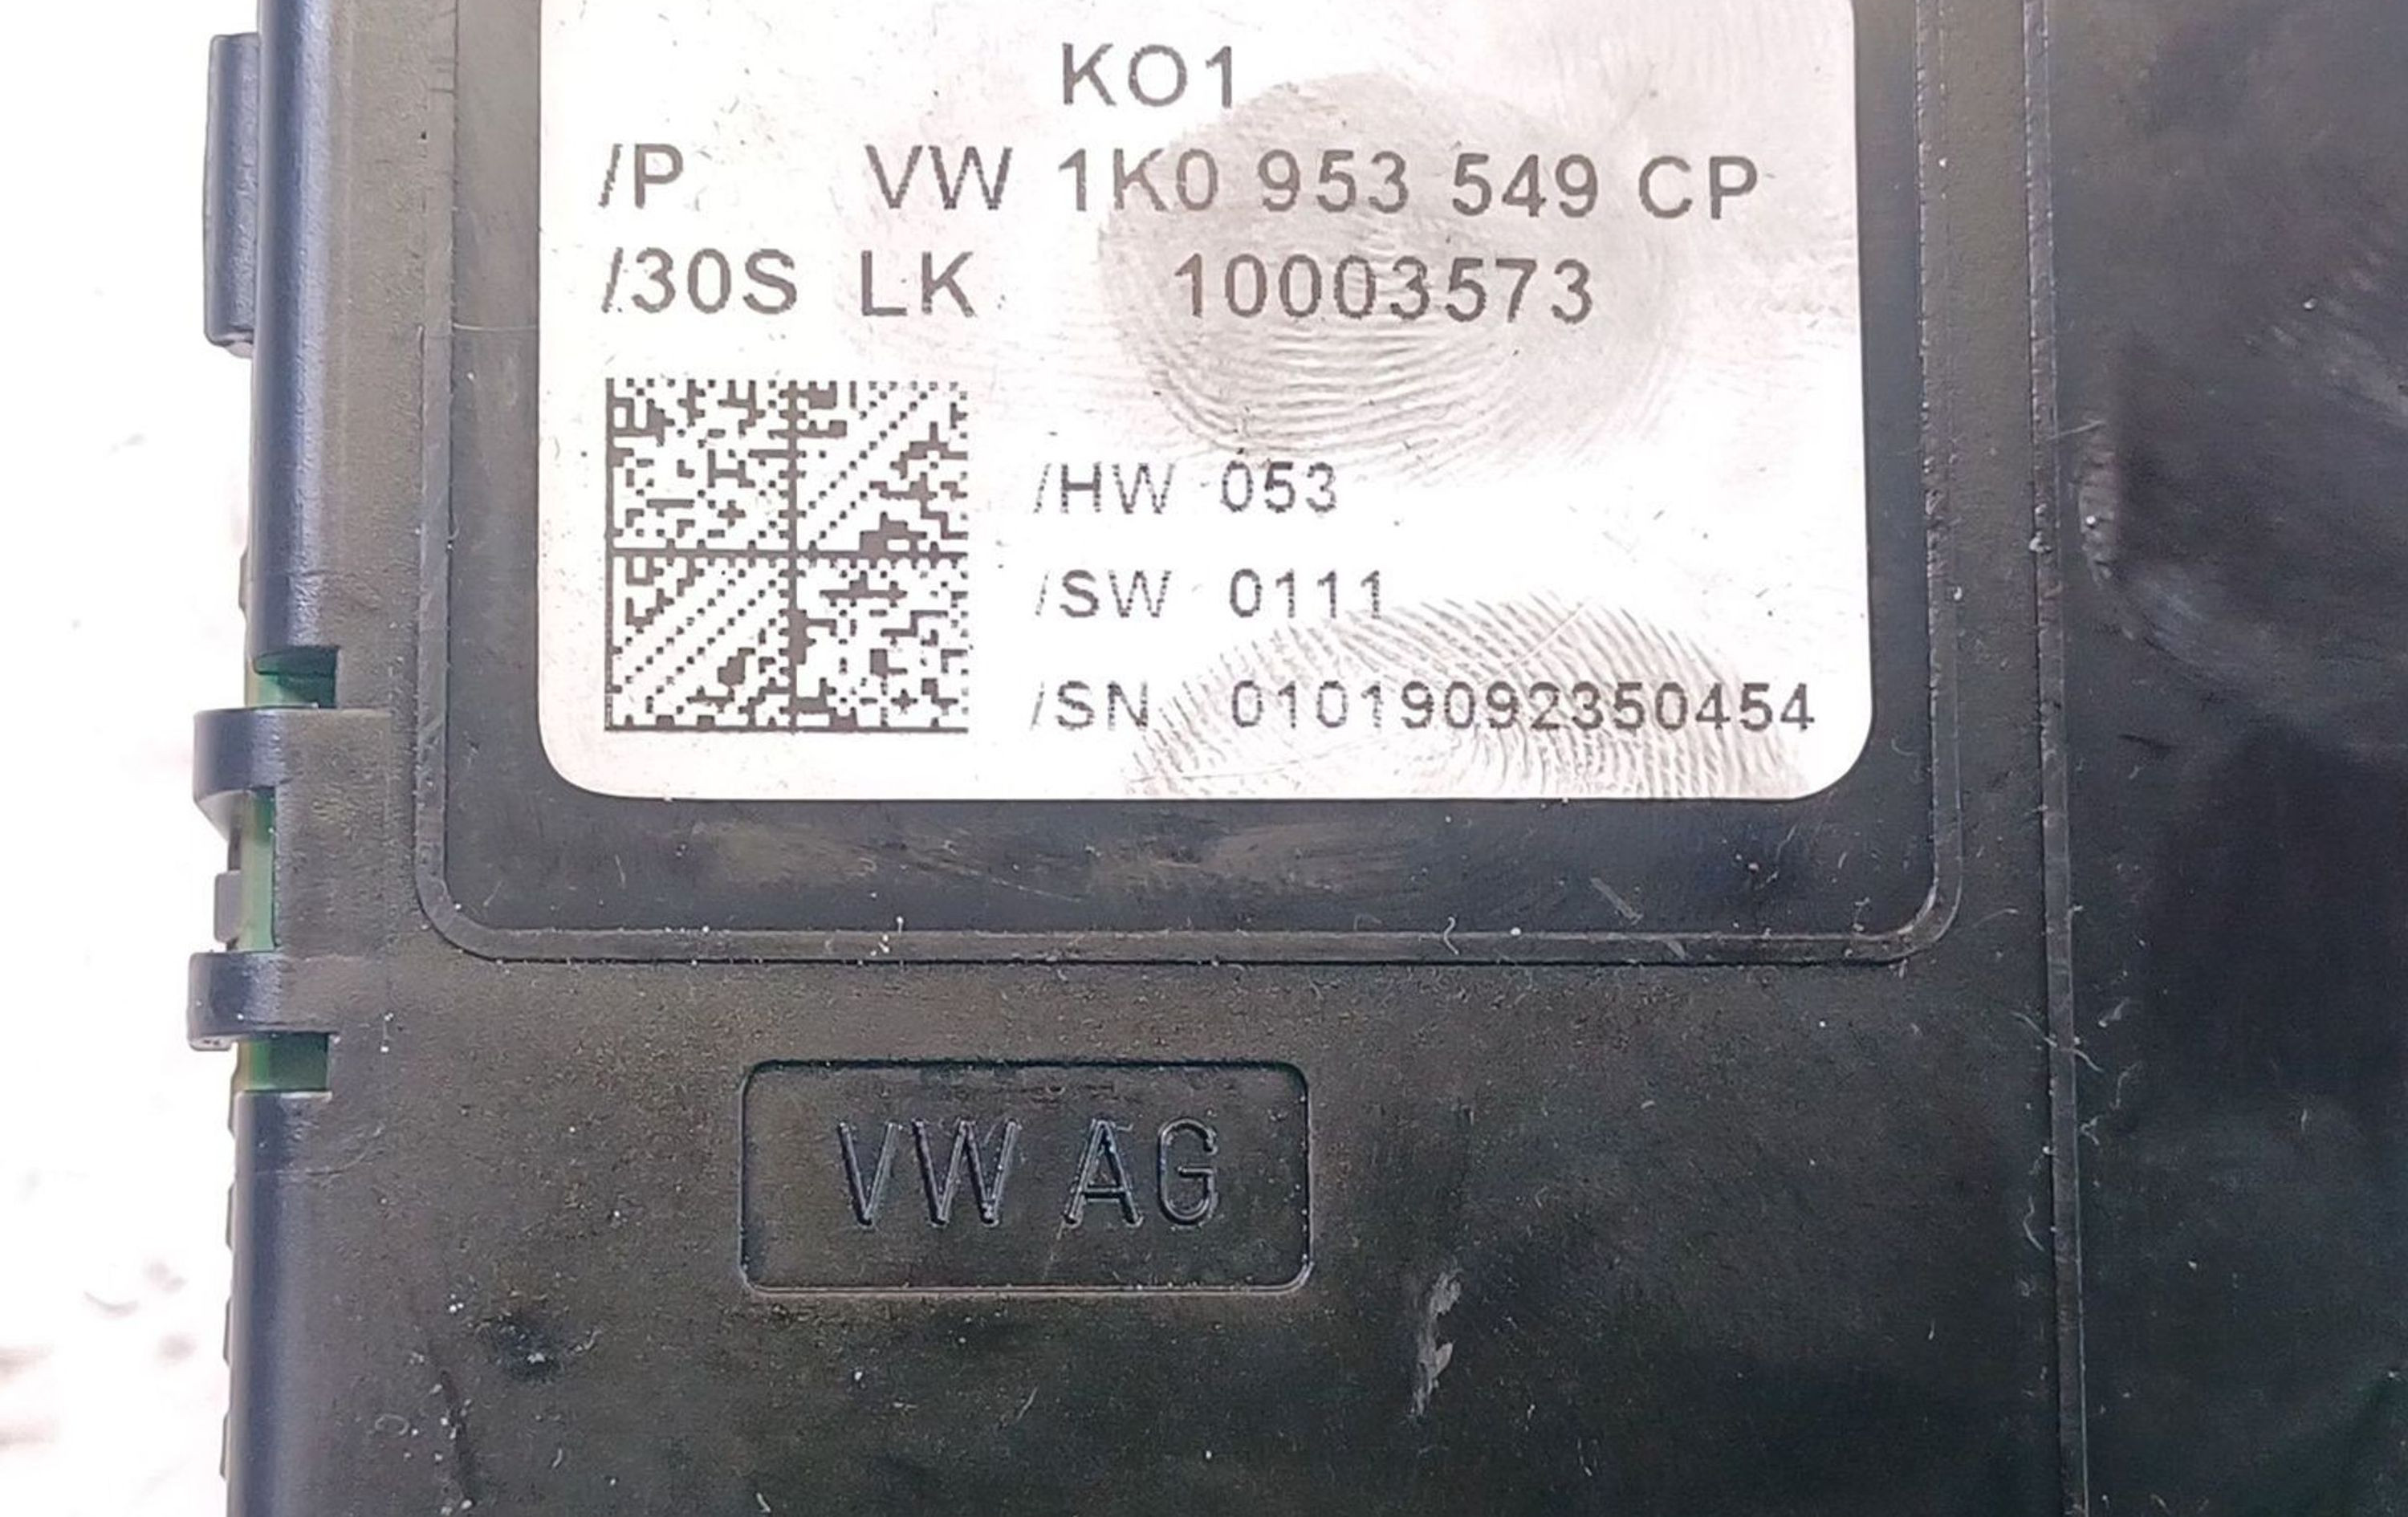 KO1
/P VW 1K0 953 549 CP
/30S LK 10003573
/HW 053
/SW 0111
/SN 01019092350454
VW AG